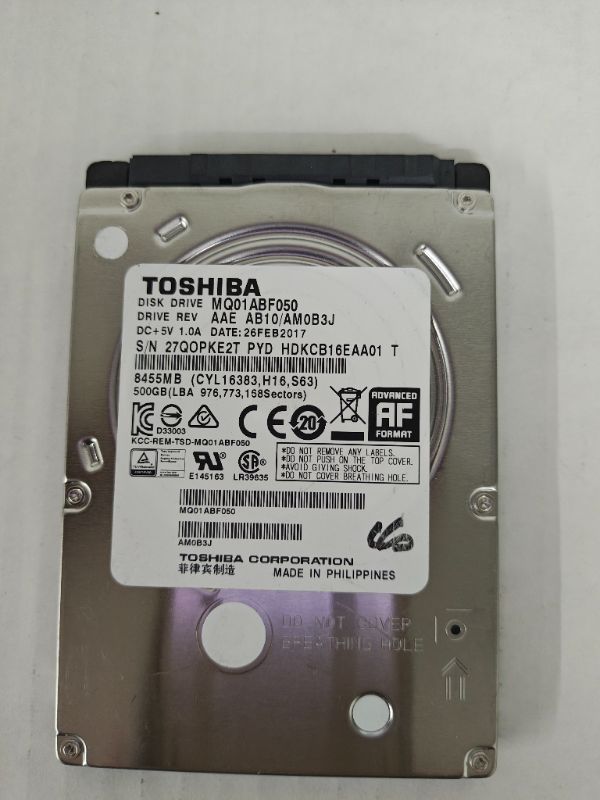 TOSHIBA
DISK DRIVE MQ01ABF050
DRIVE REV AAE AB10/AM0B3J
DC+5V 1.0A DATE:26FEB2017
S/N 27QOPKE2T PYD HDKCB16EAA01 T
8455MB (CYL16383,H16,S63)
500GB(LBA 976,773,168Sectors)
D33003
KCC-REM-TSD-MQ01ABF050
CE
20
ADVANCED
AF
FORMAT
E145163
LR39635
*DO NOT REMOVE ANY LABELS.
*DO NOT PUSH ON THE TOP COVER.
*AVOID GIVING SHOCK.
*DO NOT COVER BREATHING HOLE.
MQ01ABF050
AM0B3J
TOSHIBA CORPORATION
菲律宾制造
MADE IN PHILIPPINES
DO NOT COVER
BREATHING HOLE